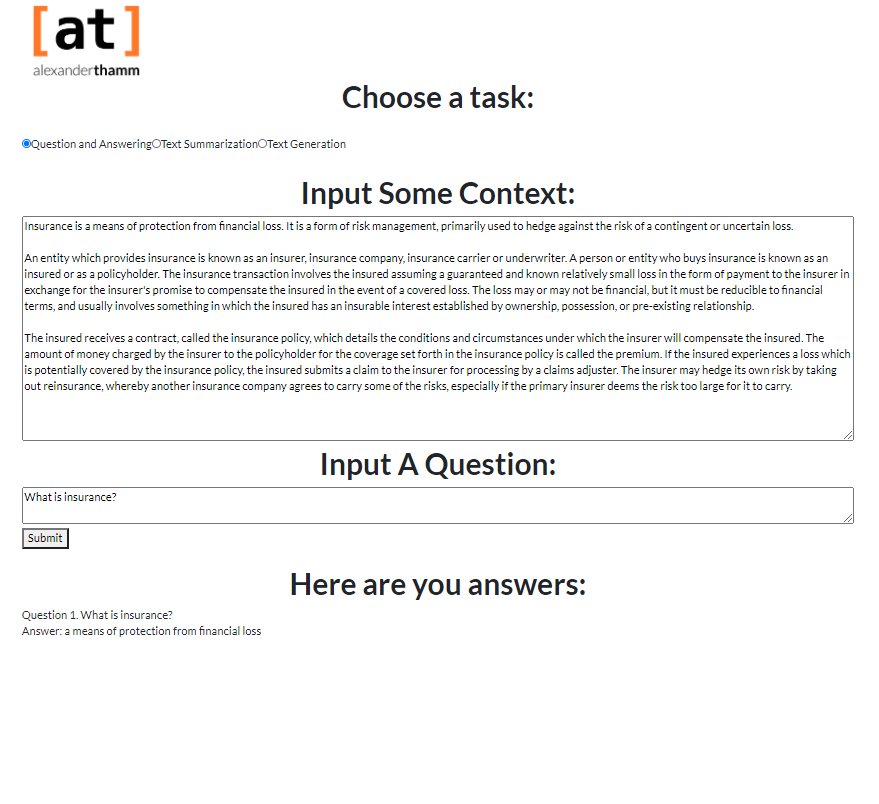 [at]
alexanderthamm
Choose a task:
Question and Answering Text Summarization Text Generation
Input Some Context:
Insurance is a means of protection from financial loss. It is a form of risk management, primarily used to hedge against the risk of a contingent or uncertain loss.
An entity which provides insurance is known as an insurer, insurance company, insurance carrier or underwriter. A person or entity who buys insurance is known as an
insured or as a policyholder. The insurance transaction involves the insured assuming a guaranteed and known relatively small loss in the form of payment to the insurer in
exchange for the insurer's promise to compensate the insured in the event of a covered loss. The loss may or may not be financial, but it must be reducible to financial
terms, and usually involves something in which the insured has an insurable interest established by ownership, possession, or pre-existing relationship.
The insured receives a contract, called the insurance policy, which details the conditions and circumstances under which the insurer will compensate the insured. The
amount of money charged by the insurer to the policyholder for the coverage set forth in the insurance policy is called the premium. If the insured experiences a loss which
is potentially covered by the insurance policy, the insured submits a claim to the insurer for processing by a claims adjuster. The insurer may hedge its own risk by taking
out reinsurance, whereby another insurance company agrees to carry some of the risks, especially if the primary insurer deems the risk too large for it to carry.
Input A Question:
What is insurance?
Submit
Here are you answers:
Question 1. What is insurance?
Answer: a means of protection from financial loss